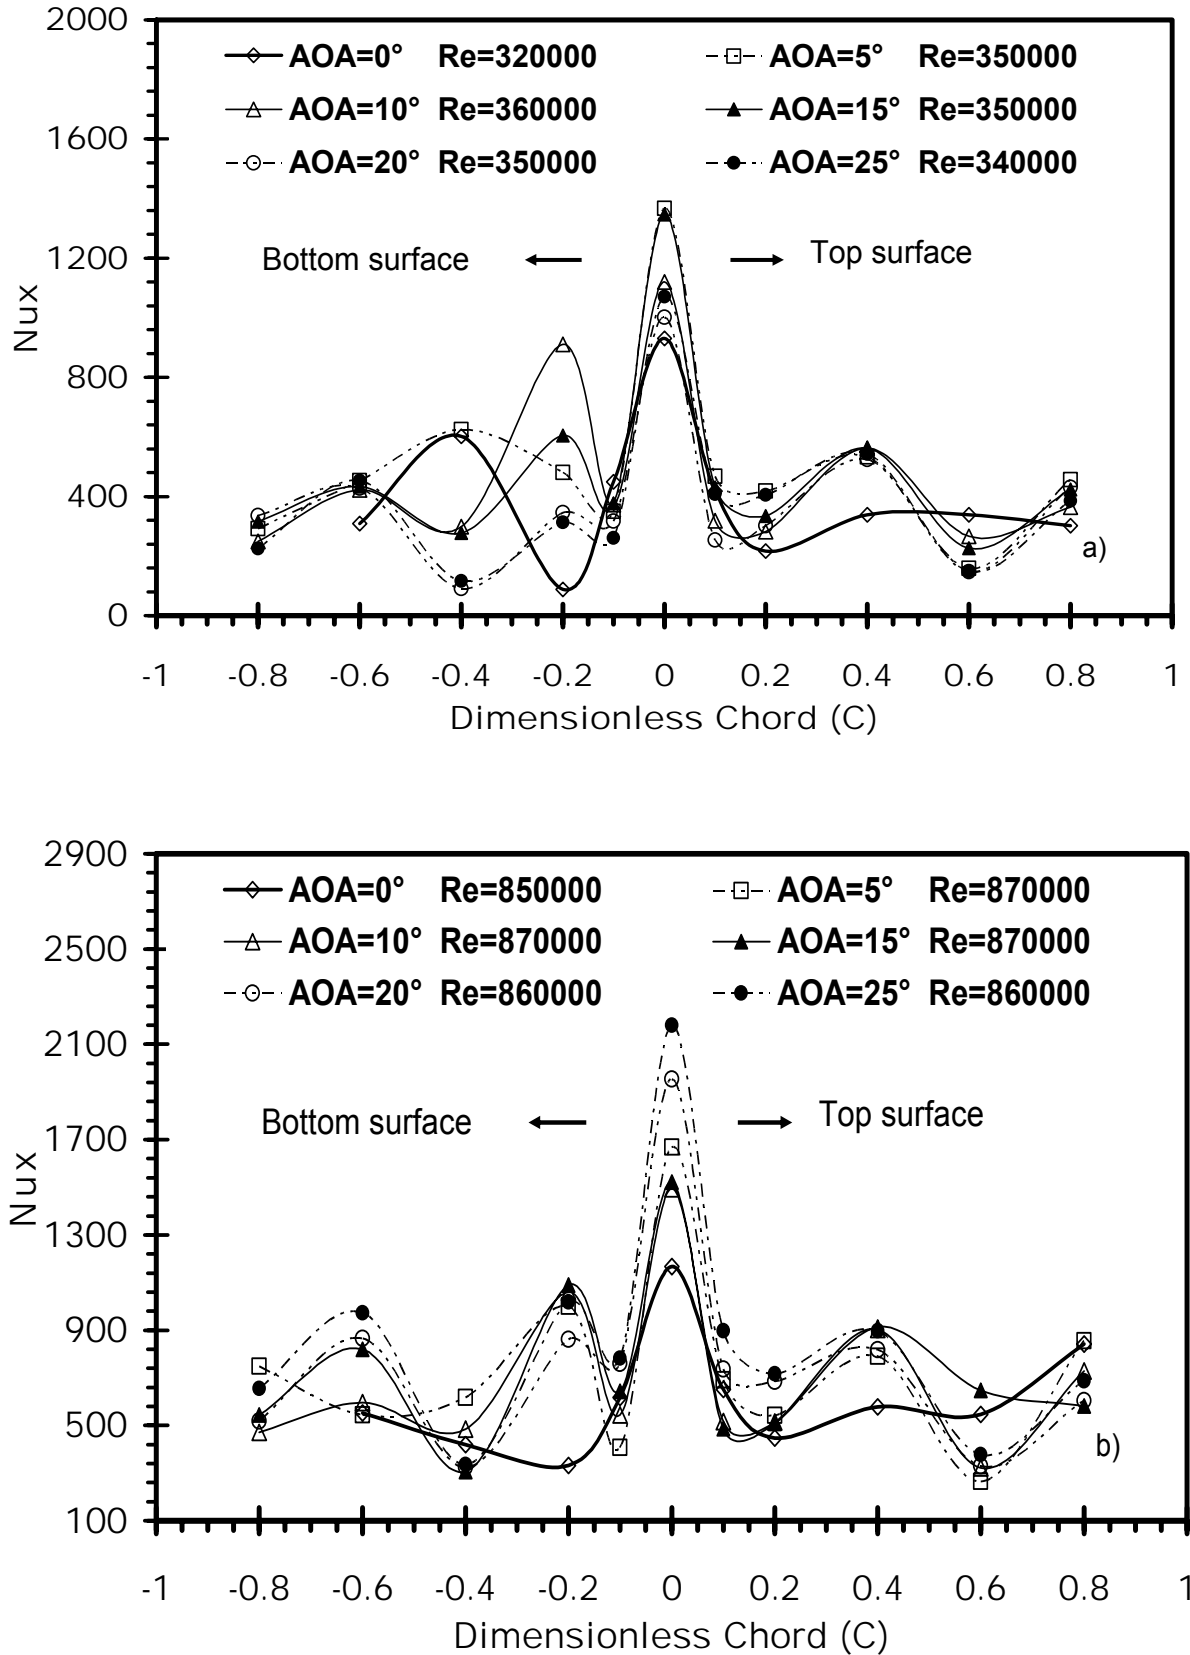 2000
1600
1200
800
400
0
Nux
AOA=0° Re=320000
AOA=5° Re=350000
AOA=10° Re=360000
AOA=15° Re=350000
AOA=20° Re=350000
AOA=25° Re=340000
Bottom surface
Top surface
a)
-1 -0.8 -0.6 -0.4 -0.2 0 0.2 0.4 0.6 0.8 1
Dimensionless Chord (C)
2900
2500
2100
1700
1300
900
500
100
Nux
AOA=0° Re=850000
AOA=5° Re=870000
AOA=10° Re=870000
AOA=15° Re=870000
AOA=20° Re=860000
AOA=25° Re=860000
Bottom surface
Top surface
b)
-1 -0.8 -0.6 -0.4 -0.2 0 0.2 0.4 0.6 0.8 1
Dimensionless Chord (C)